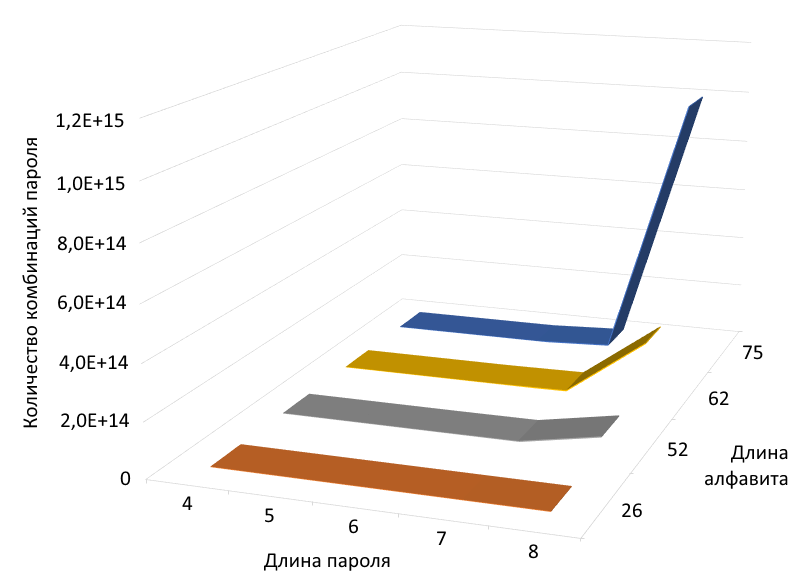 Количество комбинаций пароля
1,2E+15
1,0E+15
8,0E+14
6,0E+14
4,0E+14
2,0E+14
0
4
5
6
7
8
Длина пароля
75
62
52
26
Длина
алфавита